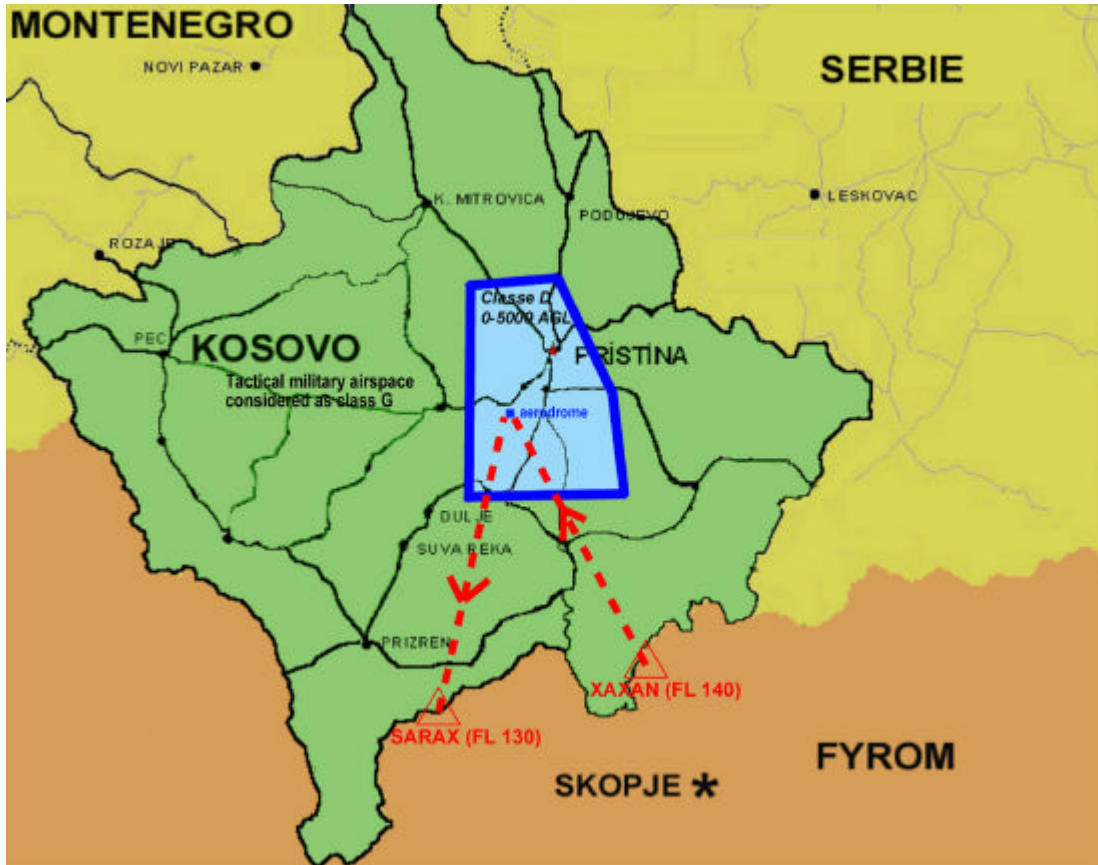 MONTENEGRO
NOVI PAZAR
SERBIE
K. MITROVICA
PODUJEVO
LESKOVAC
ROZAJE
Classe D
0-5000 AGL
PEC
KOSOVO
PRISTINA
Tactical military airspace
considered as class G
aerodrome
DULJE
SUVA REKA
PRIZREN
XAXAN (FL 140)
SARAX (FL 130)
FYROM
SKOPJE *